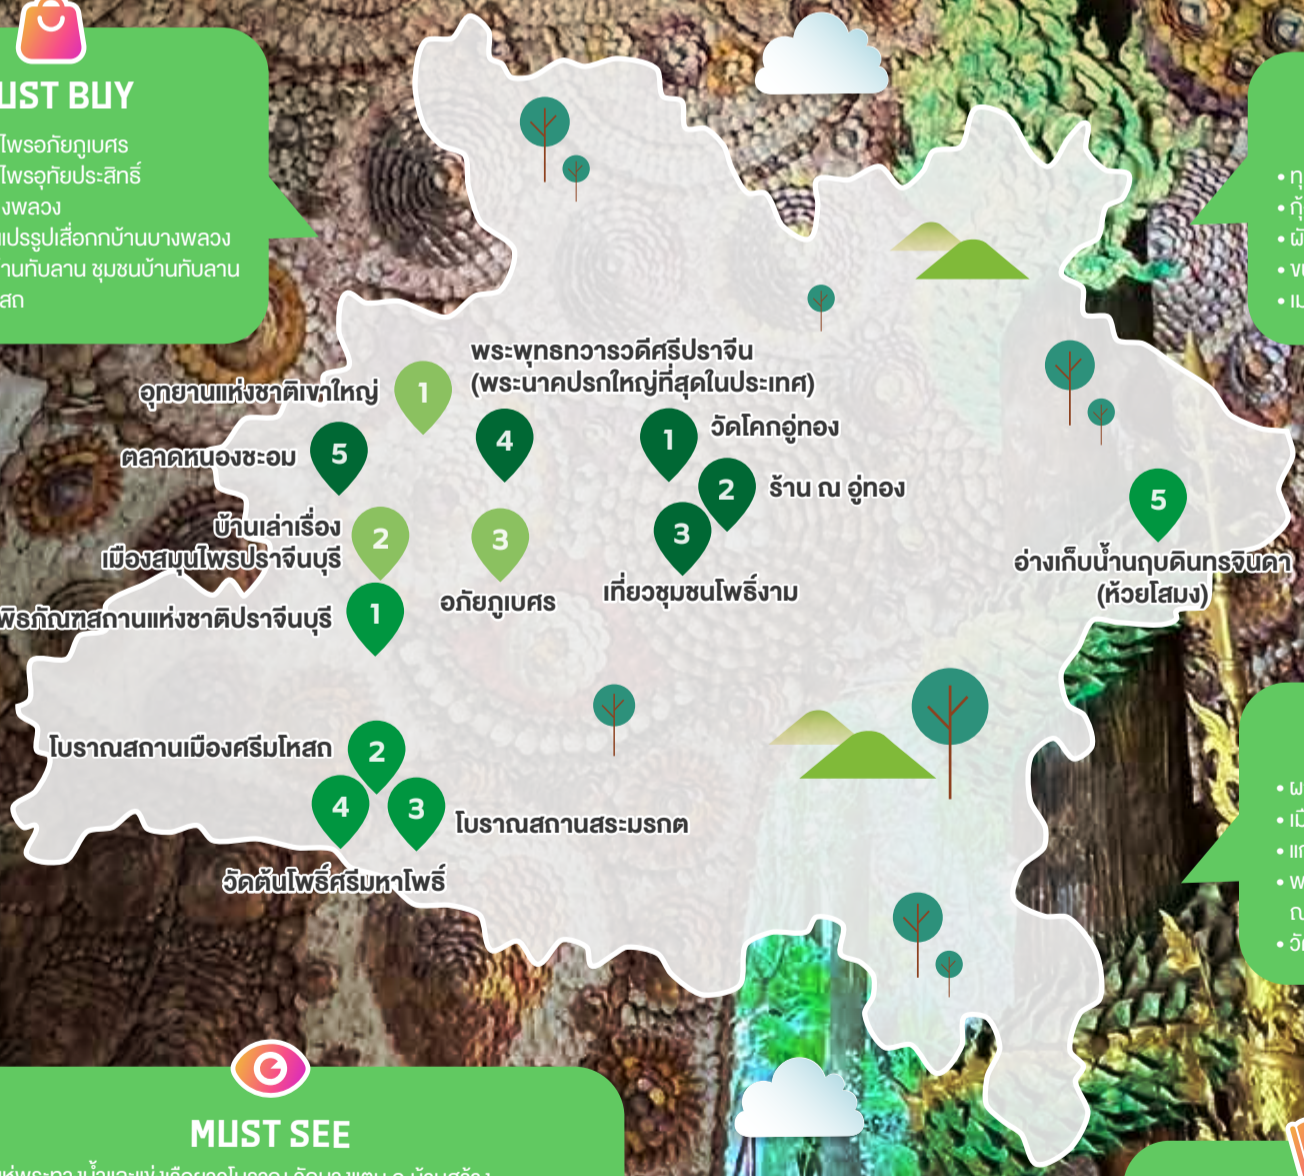 UST BUY
ไพรอภัยภูเบศร
ไพรอุทัยประสิทธิ์
งพลวง
แปรรูปเสื่อกกบ้านบางพลวง
านทับลาน ชุมชนบ้านทับลาน
สถ
พระพุทธทวารวดีศรีปราจีน
(พระนาคปรกใหญ่ที่สุดในประเทศ)
อุทยานแห่งชาติเขาใหญ่
1
4
1
วัดโคกอู่ทอง
ตลาดหนองชะอม
5
2
ร้าน ณ อู่ทอง
5
บ้านเล่าเรื่อง
เมืองสมุนไพรปราจีนบุรี
2
3
3
อ่างเก็บน้ำนฤบดินทรจินดา
(ห้วยโสมง)
อภัยภูเบศร
เที่ยวชุมชนโพธิ์งาม
พิธภัณฑสถานแห่งชาติปราจีนบุรี
1
โบราณสถานเมืองศรีมโหสถ
2
4
3
โบราณสถานสระมรกต
วัดต้นโพธิ์ศรีมหาโพธิ์
MUST SEE